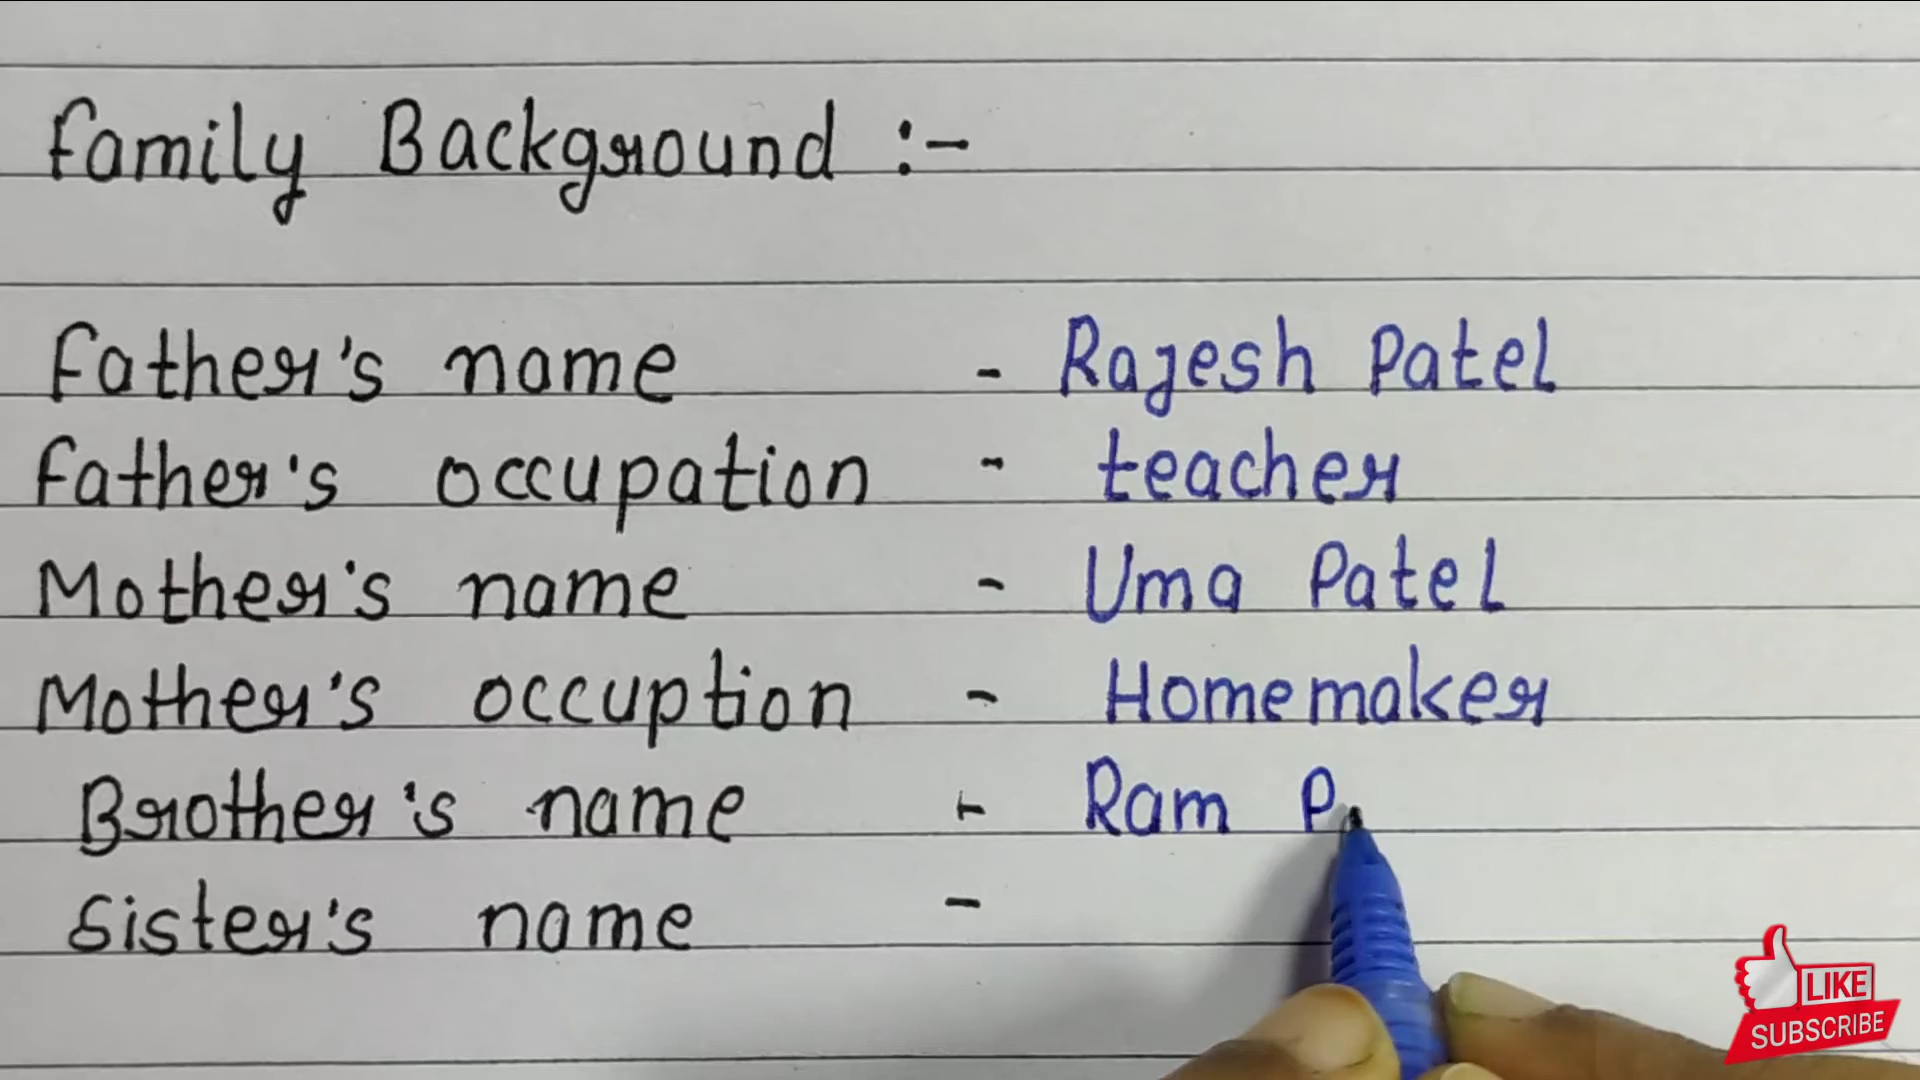 Family Background :-
Father's name - Rajesh Patel
Father's occupation - teacher
Mother's name - Uma Patel
Mother's occuption - Homemaker
Brother's name - Ram P
Sister's name -
LIKE
SUBSCRIBE